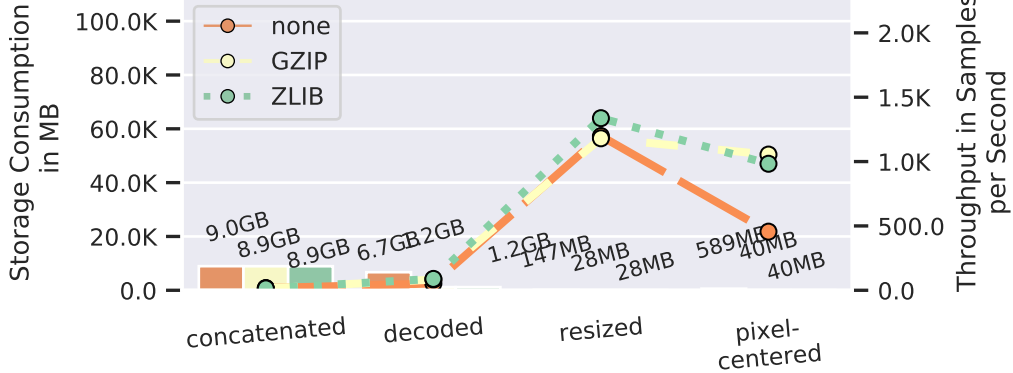 Storage Consumption
in MB
100.0K
80.0K
60.0K
40.0K
20.0K
0.0
none
GZIP
ZLIB
9.0GB
8.9GB
8.9GB
6.7GB
1.2GB
1.2GB
147MB
28MB
28MB
589MB
40MB
40MB
concatenated
decoded
resized
pixel-
centered
2.0K
1.5K
1.0K
500.0
0.0
Throughput in Samples
per Second